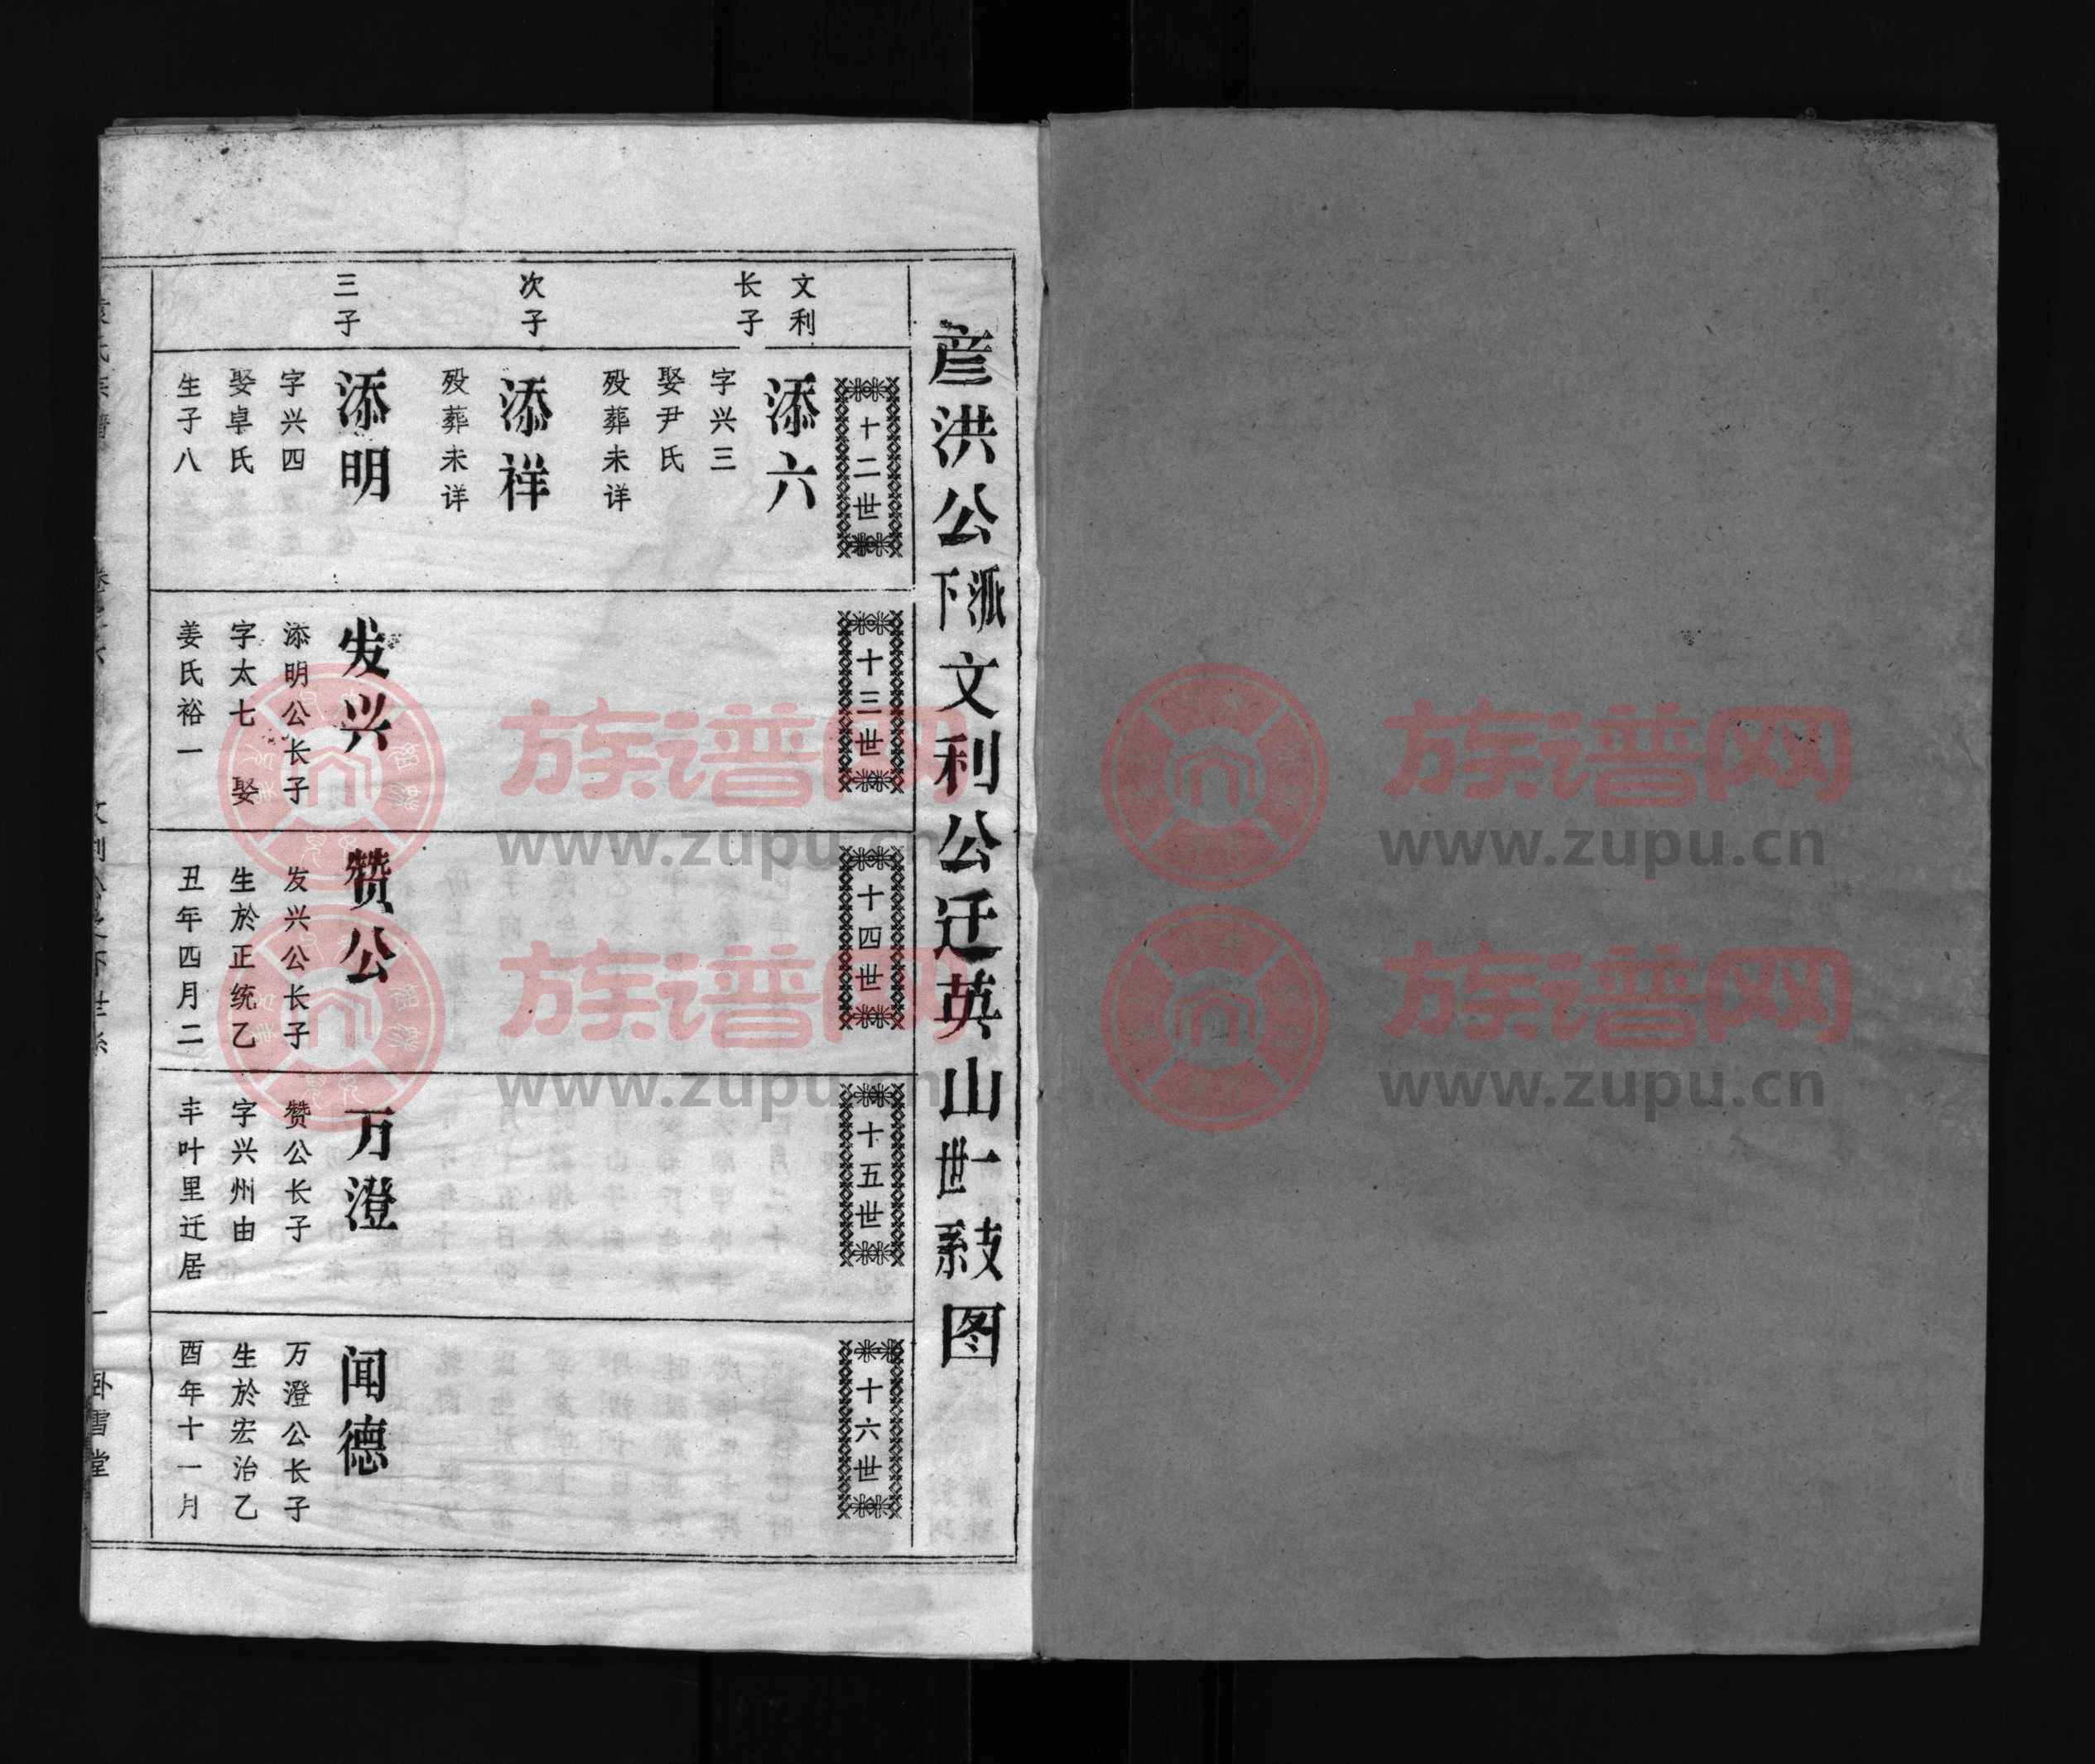 彦洪公派下文利公迁英山一世支系图
文利
长子
次子
三子
十二世
添六
字兴三
娶尹氏
殁葬未详
添祥
殁葬未详
添明
字兴四
娶卓氏
生子八
十三世
发兴
添明公长子
字太七 娶
姜氏裕一
十四世
赞公
发兴公长子
生於正统乙
丑年四月二
十五世
万澄
赞公长子
字兴州由
丰叶里迁居
十六世
闻德
万澄公长子
生於宏治乙
酉年十一月
一
卧雪堂
族谱网
www.zupu.cn
族谱网
www.zupu.cn
族谱网
www.zupu.cn
族谱网
www.zupu.cn